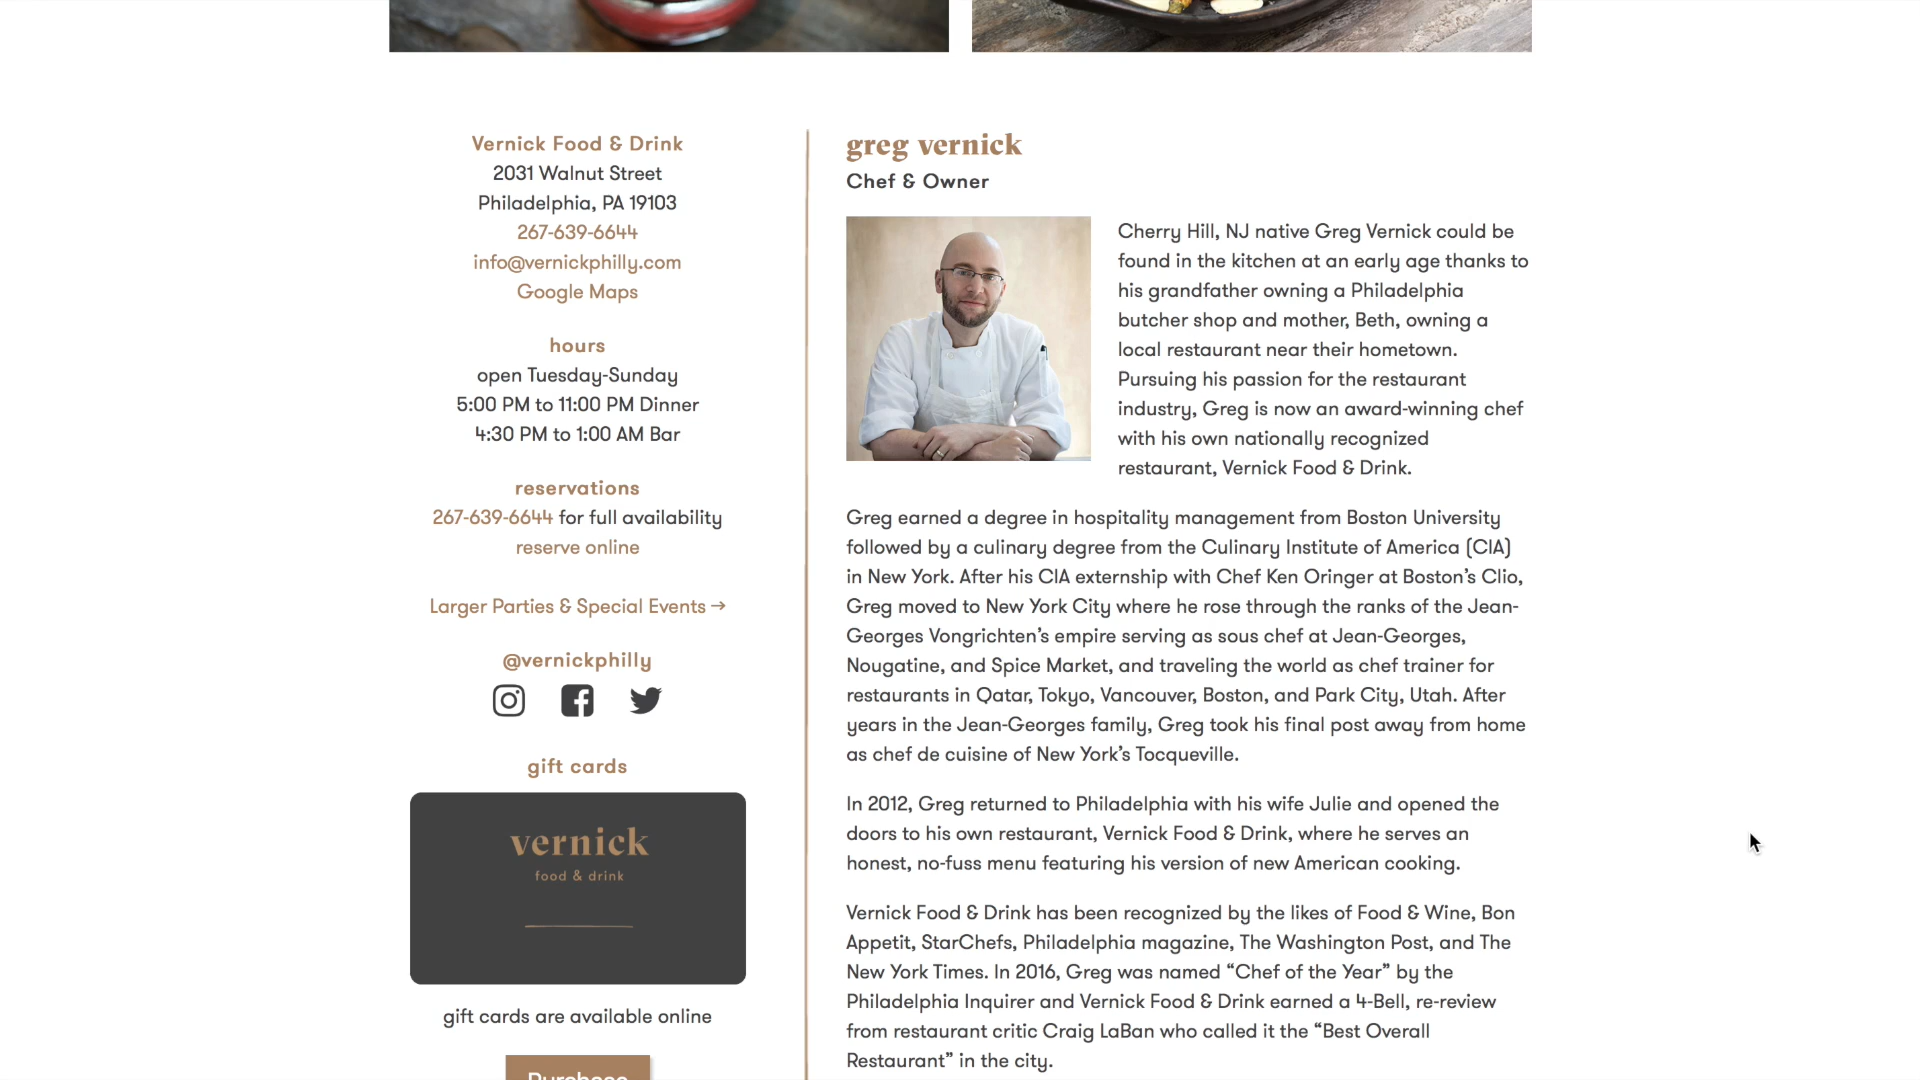 Vernick Food & Drink
2031 Walnut Street
Philadelphia, PA 19103
267-639-6644
info@vernickphilly.com
Google Maps
hours
open Tuesday-Sunday
5:00 PM to 11:00 PM Dinner
4:30 PM to 1:00 AM Bar
reservations
267-639-6644 for full availability
reserve online
Larger Parties & Special Events →
@vernickphilly
gift cards
vernick
food & drink
gift cards are available online
Purchase
greg vernick
Chef & Owner
Cherry Hill, NJ native Greg Vernick could be
found in the kitchen at an early age thanks to
his grandfather owning a Philadelphia
butcher shop and mother, Beth, owning a
local restaurant near their hometown.
Pursuing his passion for the restaurant
industry, Greg is now an award-winning chef
with his own nationally recognized
restaurant, Vernick Food & Drink.
Greg earned a degree in hospitality management from Boston University
followed by a culinary degree from the Culinary Institute of America (CIA)
in New York. After his CIA externship with Chef Ken Oringer at Boston’s Clio,
Greg moved to New York City where he rose through the ranks of the Jean-
Georges Vongrichten’s empire serving as sous chef at Jean-Georges,
Nougatine, and Spice Market, and traveling the world as chef trainer for
restaurants in Qatar, Tokyo, Vancouver, Boston, and Park City, Utah. After
years in the Jean-Georges family, Greg took his final post away from home
as chef de cuisine of New York’s Tocqueville.
In 2012, Greg returned to Philadelphia with his wife Julie and opened the
doors to his own restaurant, Vernick Food & Drink, where he serves an
honest, no-fuss menu featuring his version of new American cooking.
Vernick Food & Drink has been recognized by the likes of Food & Wine, Bon
Appetit, StarChefs, Philadelphia magazine, The Washington Post, and The
New York Times. In 2016, Greg was named “Chef of the Year” by the
Philadelphia Inquirer and Vernick Food & Drink earned a 4-Bell, re-review
from restaurant critic Craig LaBan who called it the “Best Overall
Restaurant” in the city.